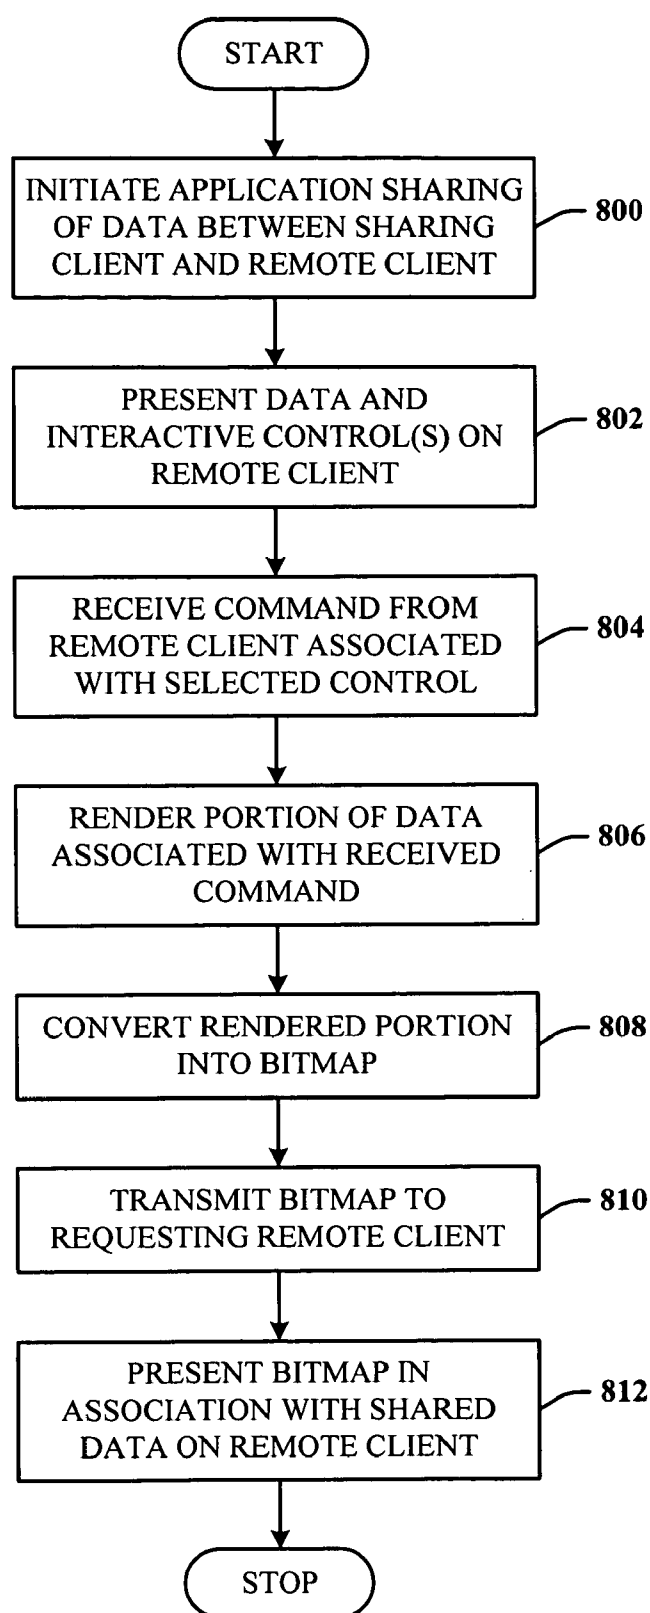 START
INITIATE APPLICATION SHARING
OF DATA BETWEEN SHARING
CLIENT AND REMOTE CLIENT
800
PRESENT DATA AND
INTERACTIVE CONTROL(S) ON
REMOTE CLIENT
802
RECEIVE COMMAND FROM
REMOTE CLIENT ASSOCIATED
WITH SELECTED CONTROL
804
RENDER PORTION OF DATA
ASSOCIATED WITH RECEIVED
COMMAND
806
CONVERT RENDERED PORTION
INTO BITMAP
808
TRANSMIT BITMAP TO
REQUESTING REMOTE CLIENT
810
PRESENT BITMAP IN
ASSOCIATION WITH SHARED
DATA ON REMOTE CLIENT
812
STOP